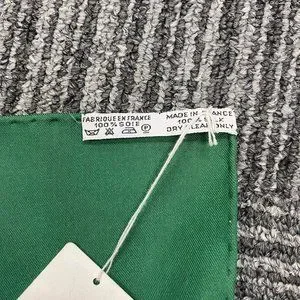 FABRIQUE EN FRANCE
100% SOIE
MADE IN FRANCE
100% SILK
DRY CLEAN ONLY